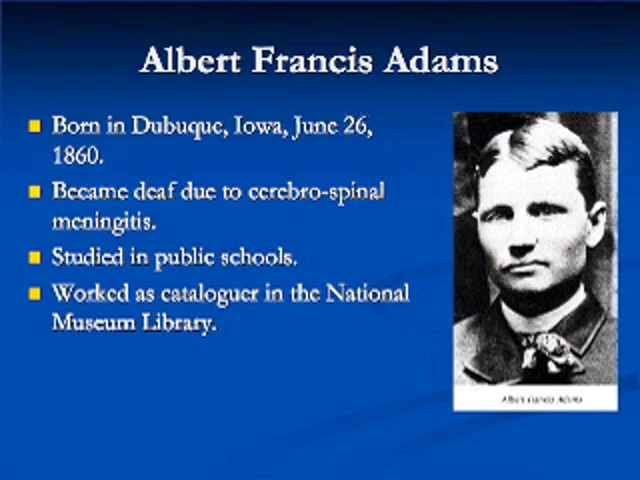 Albert Francis Adams
Born in Dubuque, Iowa, June 26,
1860.
Became deaf due to cerebro-spinal
meningitis.
Studied in public schools.
Worked as cataloguer in the National
Museum Library.
Albert Francis Adams